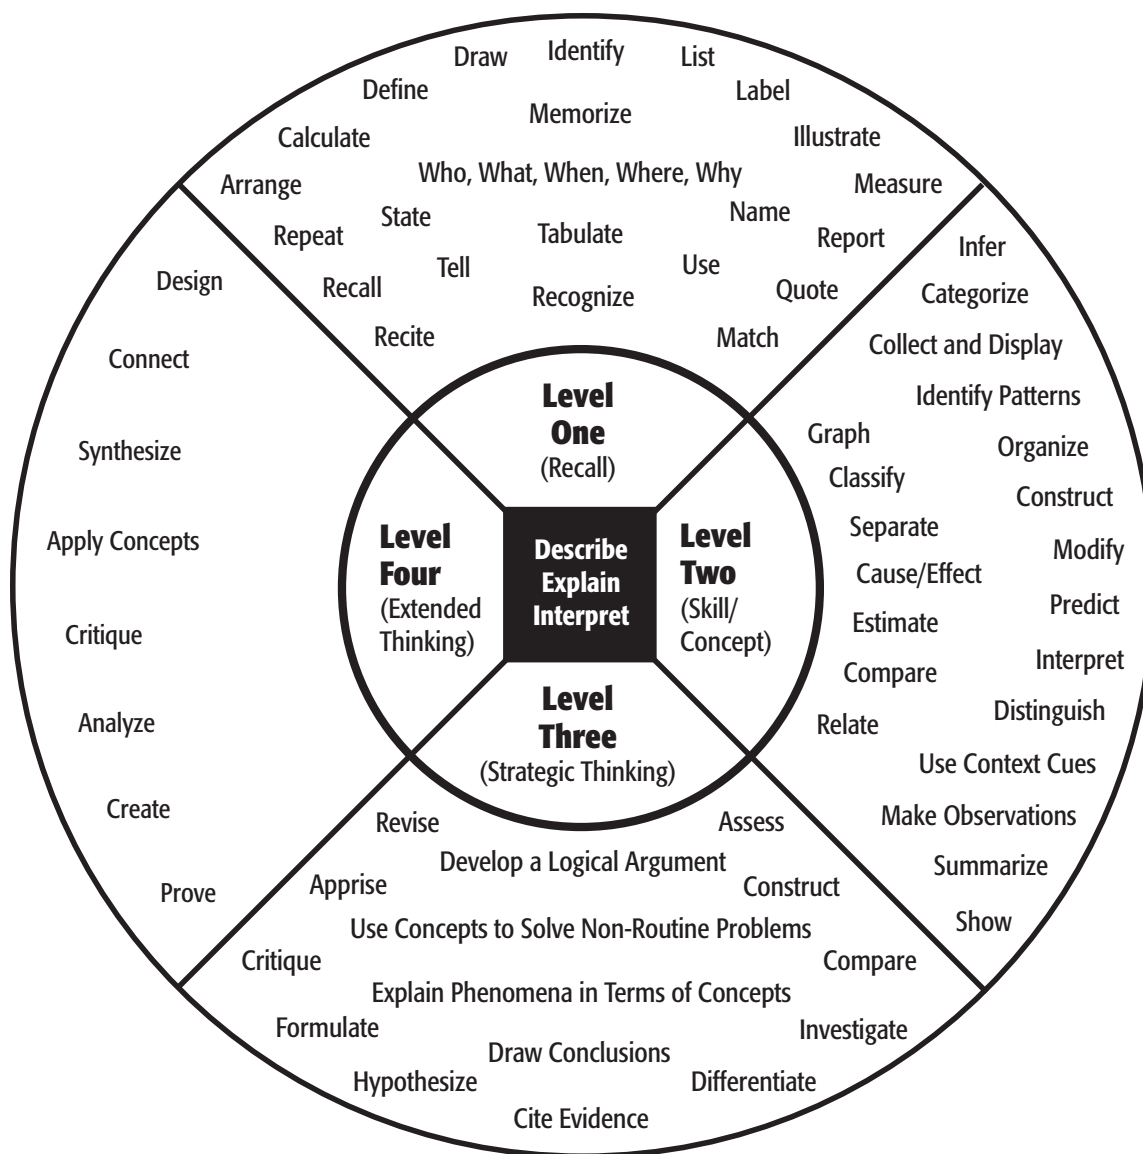 Draw
Identify
List
Define
Label
Memorize
Calculate
Illustrate
Who, What, When, Where, Why
Arrange
Measure
State
Name
Repeat
Tabulate
Report
Tell
Use
Recall
Recognize
Quote
Recite
Match
Level
One
(Recall)
Infer
Categorize
Collect and Display
Identify Patterns
Graph
Organize
Classify
Construct
Separate
Modify
Cause/Effect
Predict
Estimate
Interpret
Compare
Distinguish
Relate
Use Context Cues
Make Observations
Summarize
Show
Level
Two
(Skill/
Concept)
Describe
Explain
Interpret
Level
Four
(Extended
Thinking)
Design
Connect
Synthesize
Apply Concepts
Critique
Analyze
Create
Prove
Level
Three
(Strategic Thinking)
Revise
Assess
Develop a Logical Argument
Apprise
Construct
Use Concepts to Solve Non-Routine Problems
Critique
Compare
Explain Phenomena in Terms of Concepts
Formulate
Investigate
Draw Conclusions
Hypothesize
Differentiate
Cite Evidence